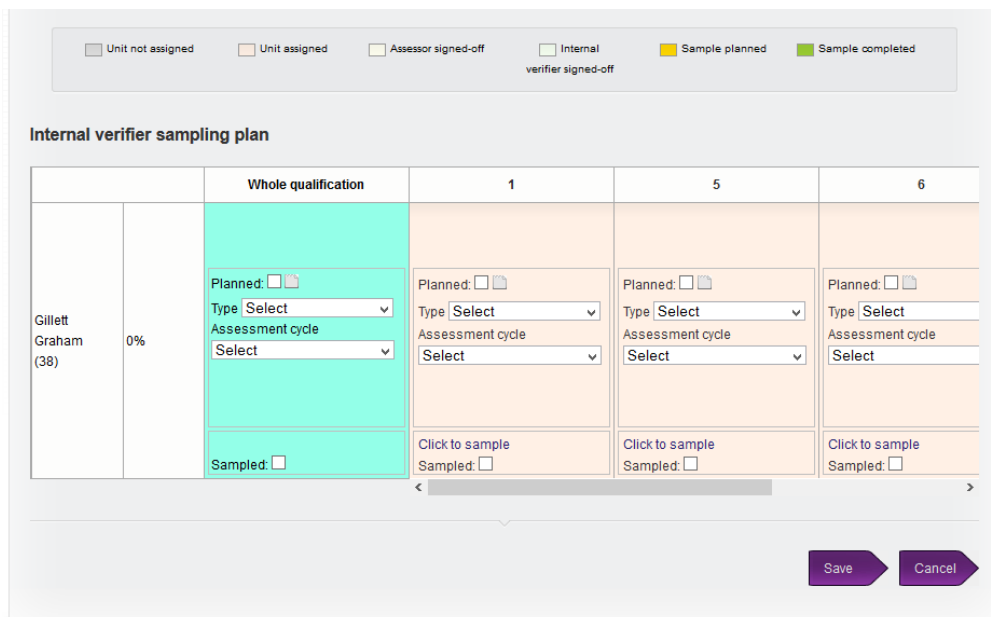 Unit not assigned
Unit assigned
Assessor signed-off
Internal
verifier signed-off
Sample planned
Sample completed
Internal verifier sampling plan
Whole qualification
1
5
6
Gillett
Graham
(38)
0%
Planned:
Type Select
Assessment cycle
Select
Sampled:
Planned:
Type Select
Assessment cycle
Select
Click to sample
Sampled:
Planned:
Type Select
Assessment cycle
Select
Click to sample
Sampled:
Planned:
Type Select
Assessment cycle
Select
Click to sample
Sampled:
Save
Cancel